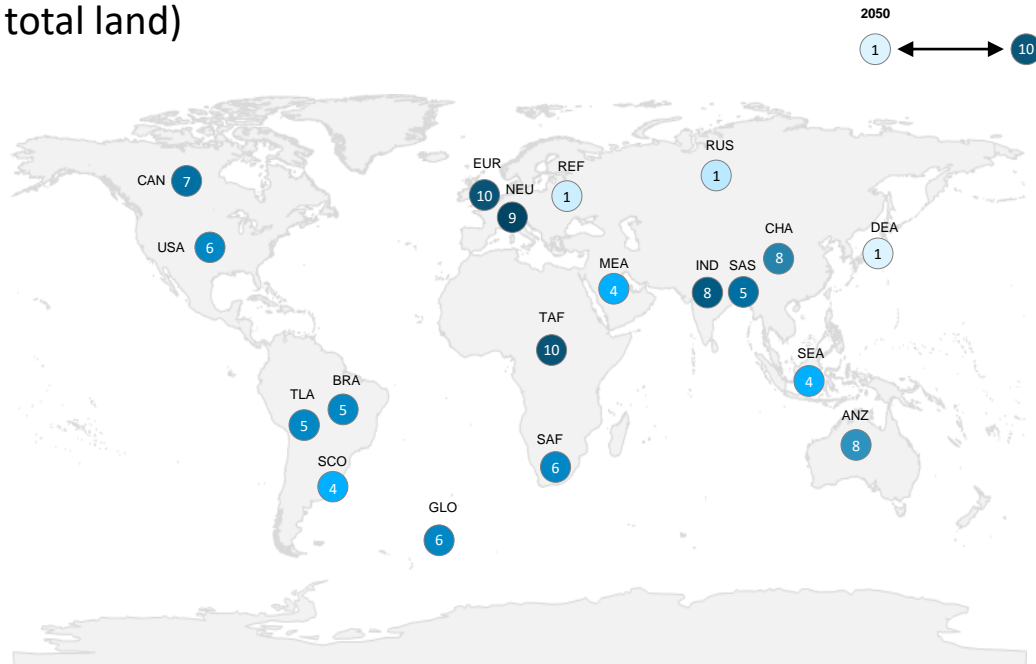 total land)
2050
1
10
RUS
1
EUR
10
REF
1
NEU
9
CAN
7
USA
6
CHA
8
DEA
1
MEA
4
IND
8
SAS
5
TAF
10
SEA
4
BRA
5
TLA
5
ANZ
8
SCO
4
SAF
6
GLO
6